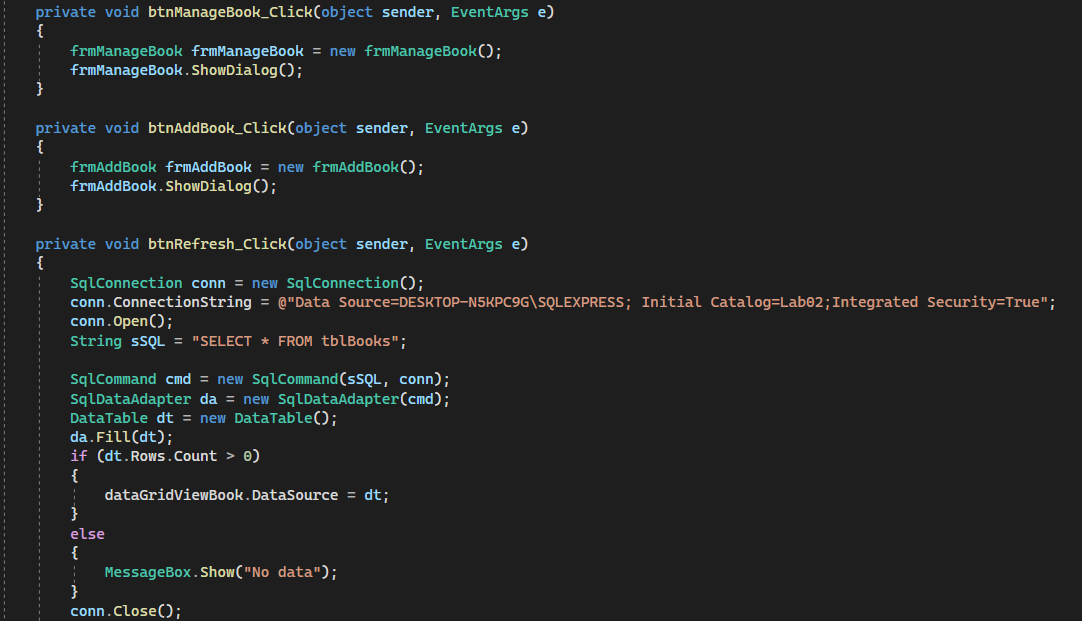 private void btnManageBook_Click(object sender, EventArgs e)
{
frmManageBook frmManageBook = new frmManageBook();
frmManageBook.ShowDialog();
}
private void btnAddBook_Click(object sender, EventArgs e)
{
frmAddBook frmAddBook = new frmAddBook();
frmAddBook.ShowDialog();
}
private void btnRefresh_Click(object sender, EventArgs e)
{
SqlConnection conn = new SqlConnection();
conn.ConnectionString = @"Data Source=DESKTOP-N5KPC9G\SQLEXPRESS; Initial Catalog=Lab02;Integrated Security=True";
conn.Open();
String sSQL = "SELECT * FROM tblBooks";
SqlCommand cmd = new SqlCommand(sSQL, conn);
SqlDataAdapter da = new SqlDataAdapter(cmd);
DataTable dt = new DataTable();
da.Fill(dt);
if (dt.Rows.Count > 0)
{
dataGridViewBook.DataSource = dt;
}
else
{
MessageBox.Show("No data");
}
conn.Close();